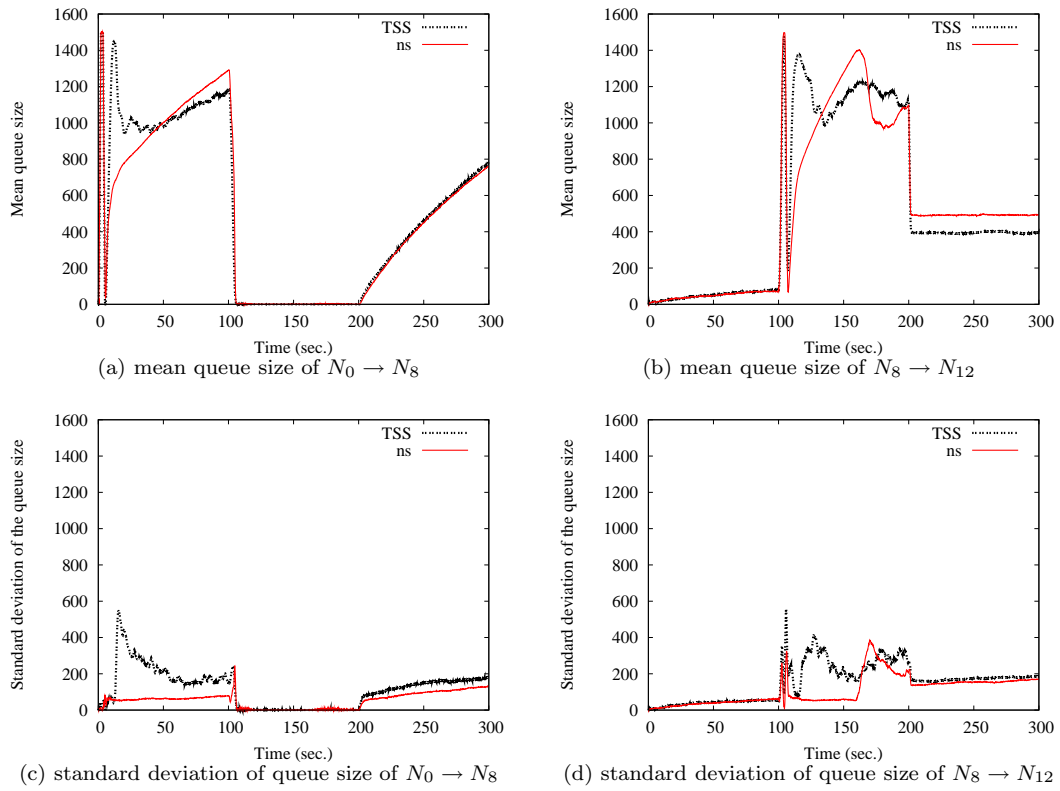 TSS
ns
Mean queue size
1600
1400
1200
1000
800
600
400
200
0
0 50 100 150 200 250 300
Time (sec.)
(a) mean queue size of N0 → N8
TSS
ns
Mean queue size
1600
1400
1200
1000
800
600
400
200
0
0 50 100 150 200 250 300
Time (sec.)
(b) mean queue size of N8 → N12
TSS
ns
Standard deviation of the queue size
1600
1400
1200
1000
800
600
400
200
0
0 50 100 150 200 250 300
Time (sec.)
(c) standard deviation of queue size of N0 → N8
TSS
ns
Standard deviation of the queue size
1600
1400
1200
1000
800
600
400
200
0
0 50 100 150 200 250 300
Time (sec.)
(d) standard deviation of queue size of N8 → N12